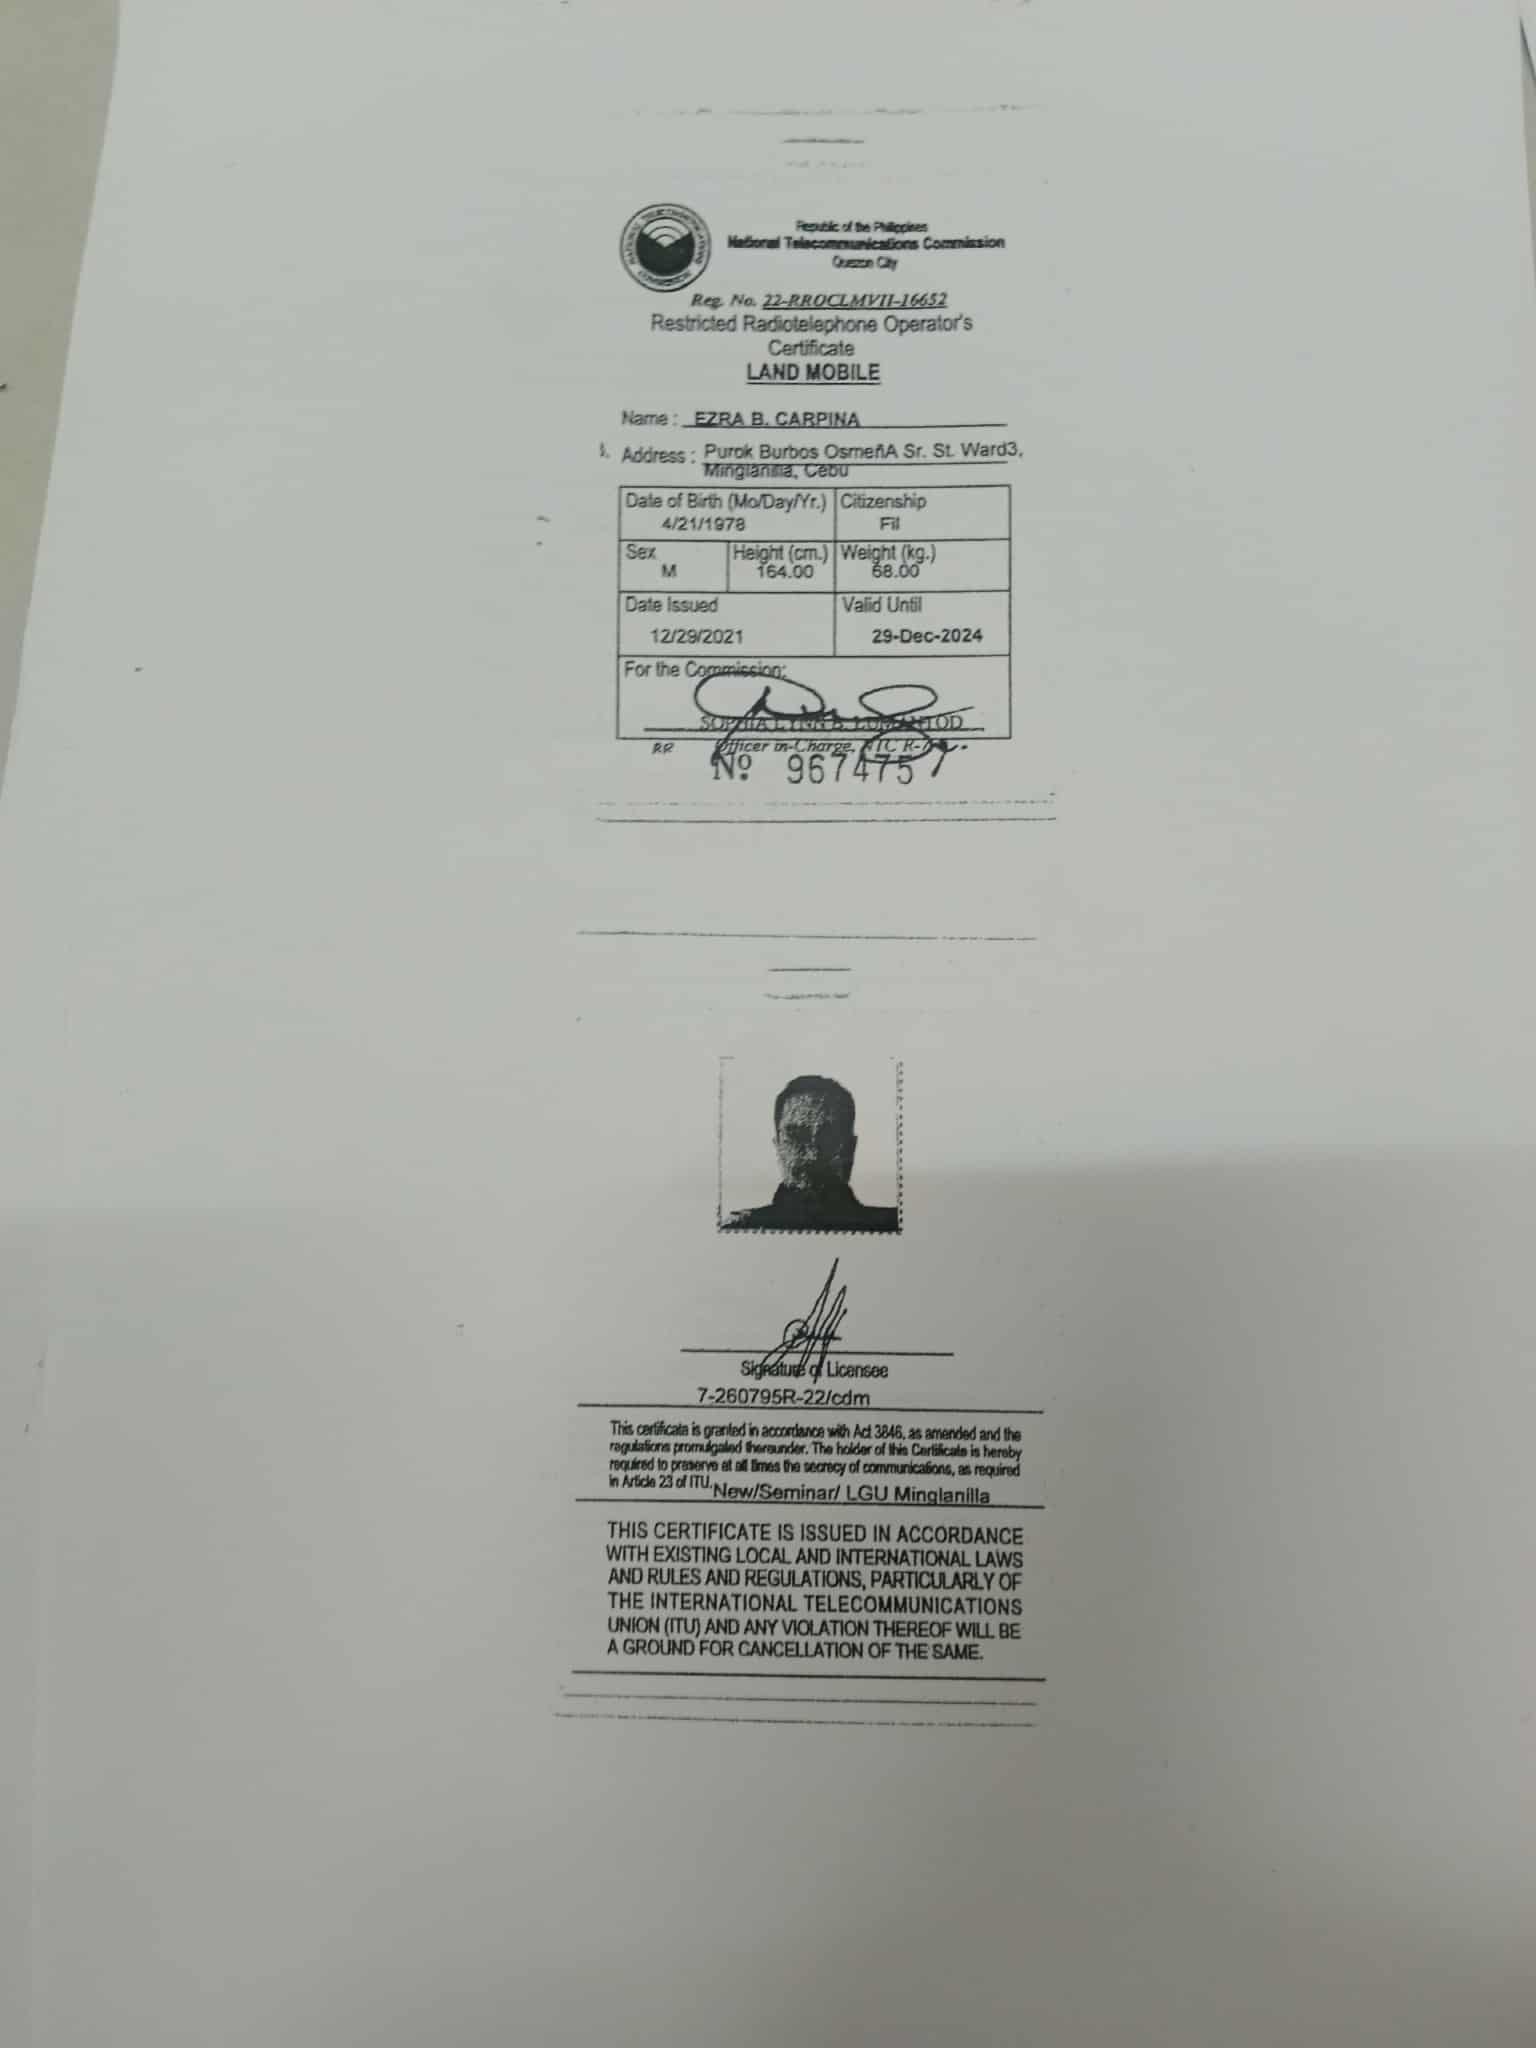 NATIONAL TELECOMMUNICATIONS COMMISSION
Republic of the Philippines
National Telecommunications Commission
Quezon City
Reg. No. 22-RROCLMVII-16652
Restricted Radiotelephone Operator's
Certificate
LAND MOBILE
Name : EZRA B. CARPINA
Address : Purok Burbos OsmeñA Sr. St. Ward3,
Minglanilla, Cebu
Date of Birth (Mo/Day/Yr.) Citizenship
4/21/1978 Fil
Sex Height (cm.) Weight (kg.)
M 164.00 68.00
Date Issued Valid Until
12/29/2021 29-Dec-2024
For the Commission:
SOPHIA LYNN B. LUMANTOD
RR Officer in-Charge, NTC R-7
Nº 967475
Signature of Licensee
7-260795R-22/cdm
This certificate is granted in accordance with Act 3846, as amended and the
regulations promulgated thereunder. The holder of this Certificate is hereby
required to preserve at all times the secrecy of communications, as required
in Article 23 of ITU. New/Seminar/ LGU Minglanilla
THIS CERTIFICATE IS ISSUED IN ACCORDANCE
WITH EXISTING LOCAL AND INTERNATIONAL LAWS
AND RULES AND REGULATIONS, PARTICULARLY OF
THE INTERNATIONAL TELECOMMUNICATIONS
UNION (ITU) AND ANY VIOLATION THEREOF WILL BE
A GROUND FOR CANCELLATION OF THE SAME.